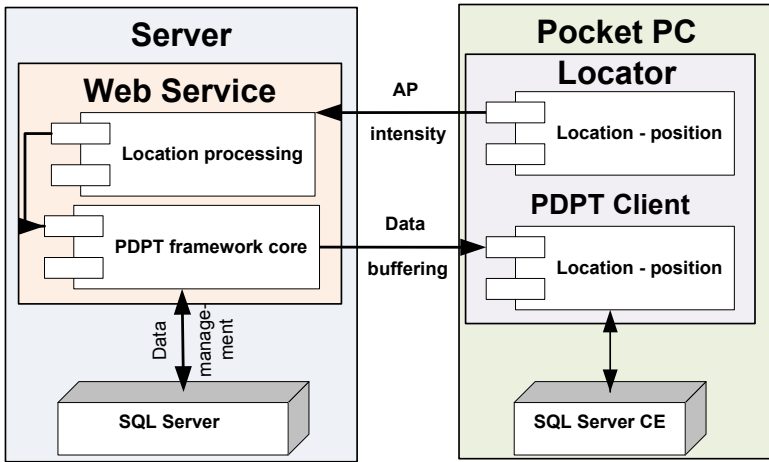 Server
Web Service
Location processing
PDPT framework core
Data
manage-
ment
SQL Server
AP
intensity
Data
buffering
Pocket PC
Locator
Location - position
PDPT Client
Location - position
SQL Server CE